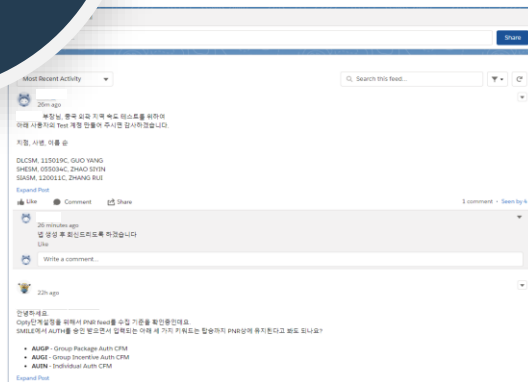 Share
Most Recent Activity
Search this feed...
26m ago
부장님, 중국 외곽 지역 속도 테스트를 위하여
아래 사용자의 Test 계정 만들어 주시면 감사하겠습니다.
지점, 사번, 이름 순
DLCSM, 115019C, GUO YANG
SHESM, 055034C, ZHAO SIYIN
SIASM, 120011C, ZHANG RUI
Expand Post
Like Comment Share 1 comment • Seen by
26 minutes ago
넵 생성 후 회신드리도록 하겠습니다
Like
Write a comment...
22h ago
안녕하세요.
Opty단계설정을 위해서 PNR feed를 수집 기준을 확인중인데요.
SMILE에서 AUTH를 승인 받으면서 입력되는 아래 세 가지 키워드는 탑승까지 PNR상에 유지된다고 봐도 되나요?
• AUGP - Group Package Auth CFM
• AUGI - Group Incentive Auth CFM
• AUIN - Individual Auth CFM
Expand Post